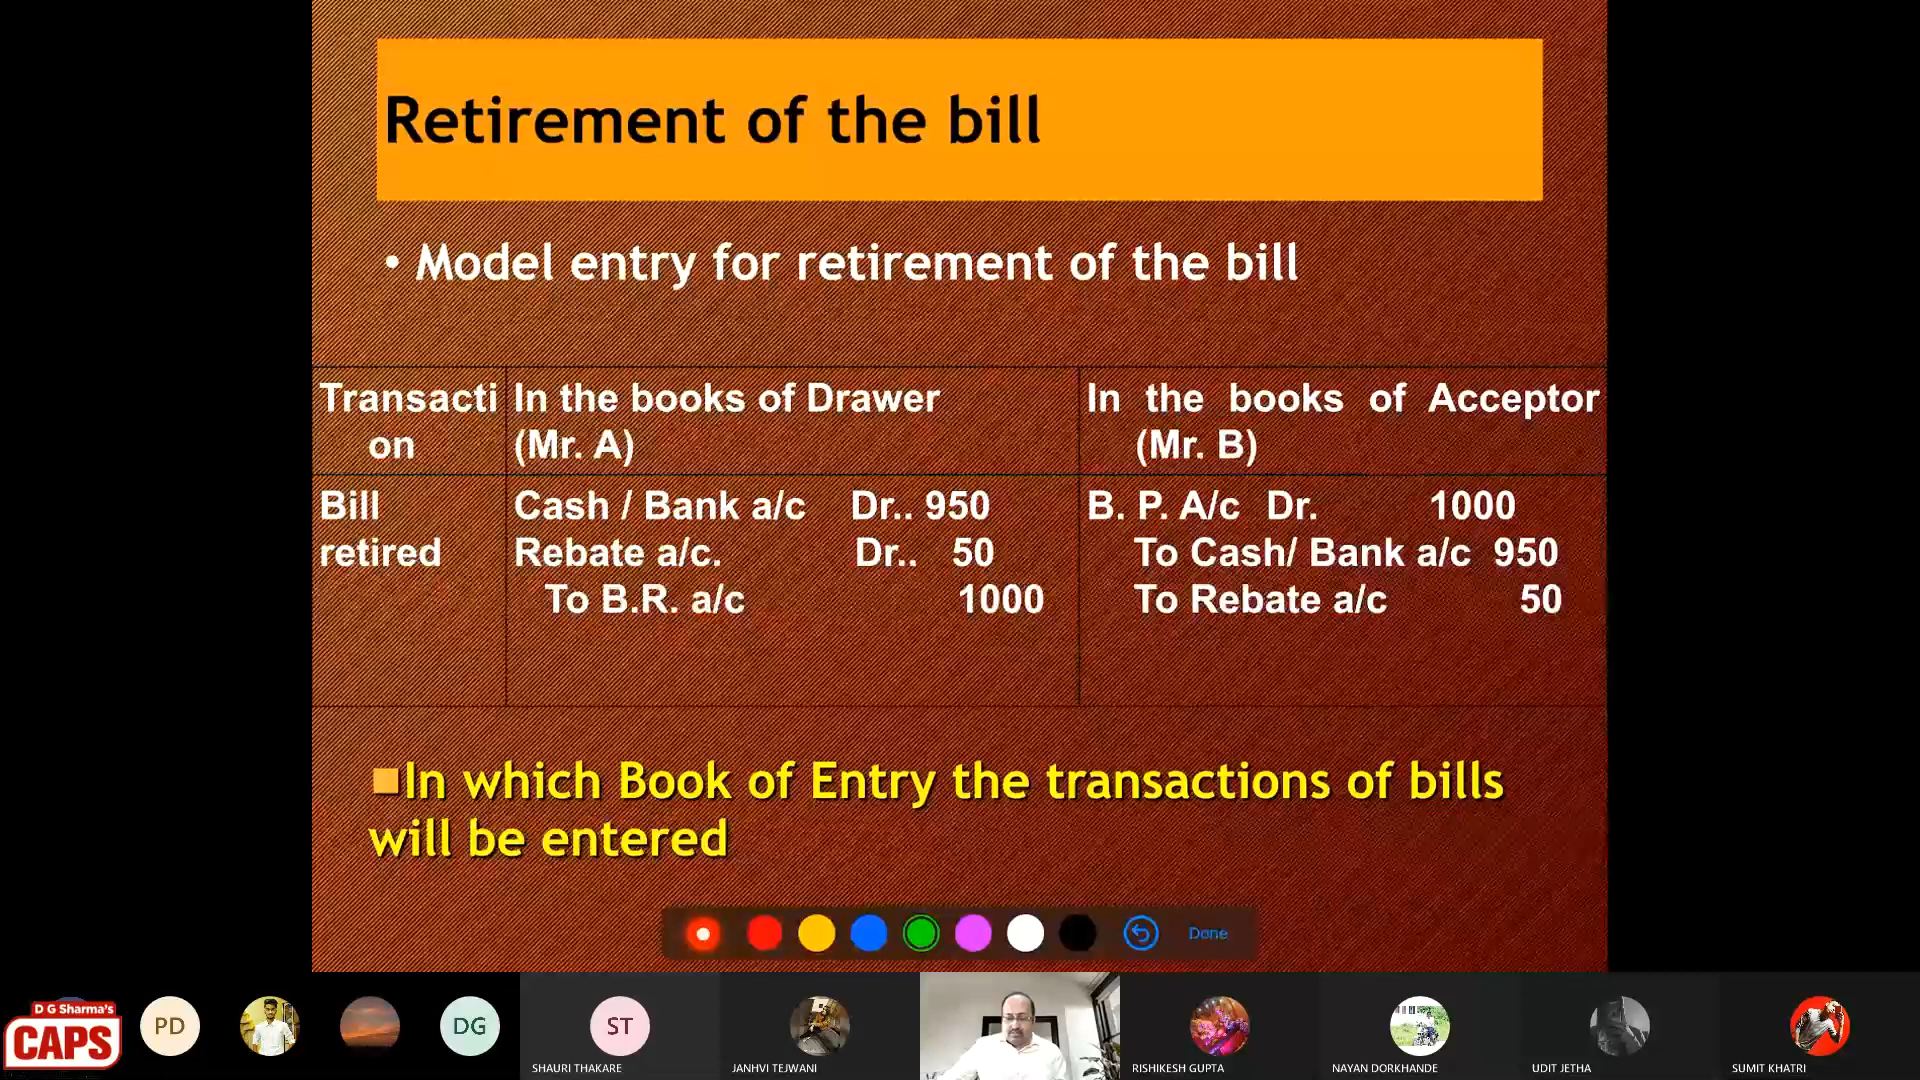 Retirement of the bill
• Model entry for retirement of the bill
Transacti
on
In the books of Drawer
(Mr. A)
In the books of Acceptor
(Mr. B)
Bill
retired
Cash / Bank a/c Dr.. 950
Rebate a/c. Dr.. 50
To B.R. a/c 1000
B. P. A/c Dr. 1000
To Cash/ Bank a/c 950
To Rebate a/c 50
In which Book of Entry the transactions of bills
will be entered
Done
D G Sharma's
CAPS
PD
DG
ST
SHAURI THAKARE
JANHVI TEJWANI
RISHIKESH GUPTA
NAYAN DORKHANDE
UDIT JETHA
SUMIT KHATRI